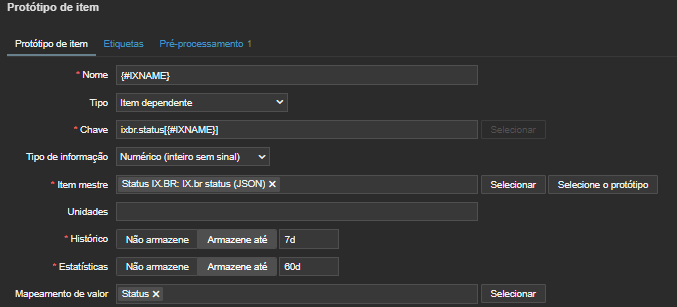 Protótipo de item
Protótipo de item Etiquetas Pré-processamento 1
* Nome {#IXNAME}
Tipo Item dependente
* Chave ixbr.status[{#IXNAME}] Selecionar
Tipo de informação Numérico (inteiro sem sinal)
* Item mestre Status IX.BR: IX.br status (JSON) ✕ Selecionar Selecione o protótipo
Unidades
* Histórico Não armazene Armazene até 7d
* Estatísticas Não armazene Armazene até 60d
Mapeamento de valor Status ✕ Selecionar